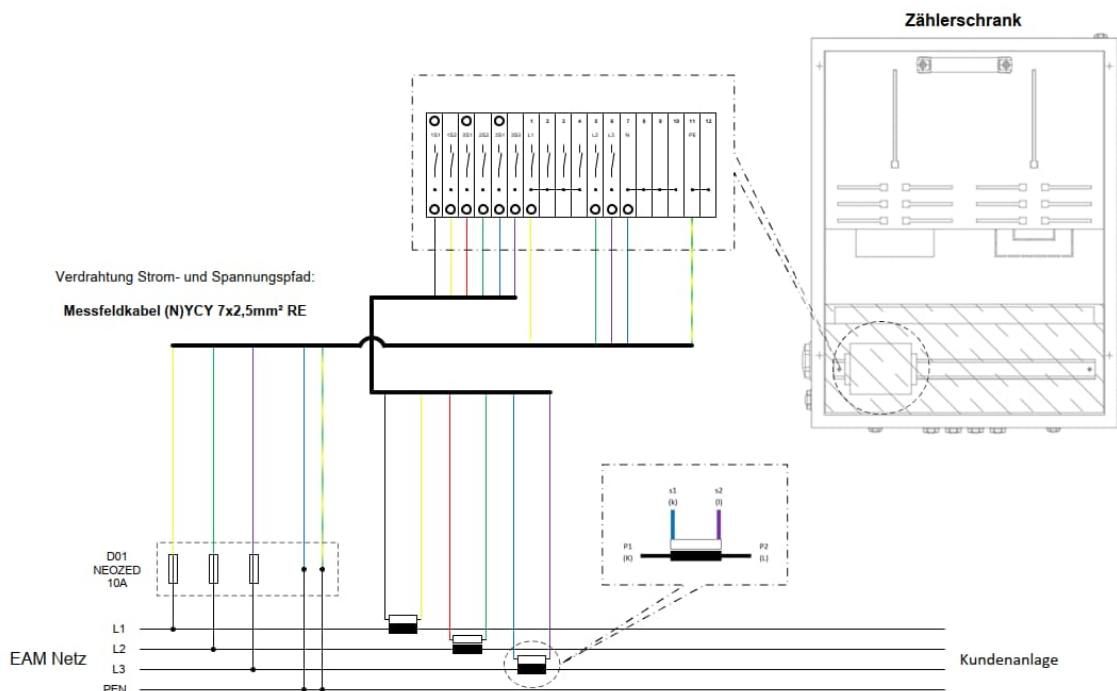 Zählerschrank
1S1 1S2 3S1 2S2 3S1 3S2 L1 L2 L3 N PE
1 2 3 4 5 6 7 8 9 10 11 12
Verdrahtung Strom- und Spannungspfad:
Messfeldkabel (N)YCY 7x2,5mm² RE
s1 s2
(k) (l)
P1 P2
(K) (L)
D01
NEOZED
10A
L1
L2
EAM Netz
L3
Kundenanlage
PEN